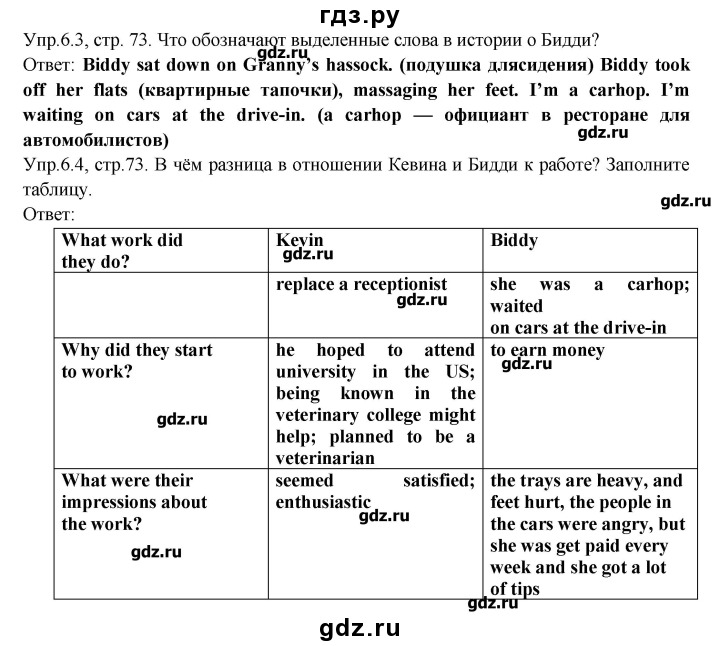 гдз.ру
Упр.6.3, стр. 73. Что обозначают выделенные слова в истории о Бидди?
gdz.ru
Ответ: Biddy sat down on Granny's hassock. (подушка длясидения) Biddy took
off her flats (квартирные тапочки), massaging her feet. I'm a carhop. I'm
waiting on cars at the drive-in. (a carhop — официант в ресторане для
автомобилистов)
gdz.ru
Упр.6.4, стр.73. В чём разница в отношении Кевина и Бидди к работе? Заполните
таблицу.
gdz.ru
Ответ:
What work did
they do?
Kevin
gdz.ru
Biddy
replace a receptionist
gdz.ru
she was a carhop;
waited
on cars at the drive-in
Why did they start
to work?
gdz.ru
he hoped to attend
university in the US;
being known in the
veterinary college might
help; planned to be a
veterinarian
to earn money
gdz.ru
What were their
impressions about
the work?
gdz.ru
seemed satisfied;
enthusiastic
gdz.ru
the trays are heavy, and
feet hurt, the people in
the cars were angry, but
she was get paid every
week and she got a lot
of tips
gdz.ru
gdz.ru